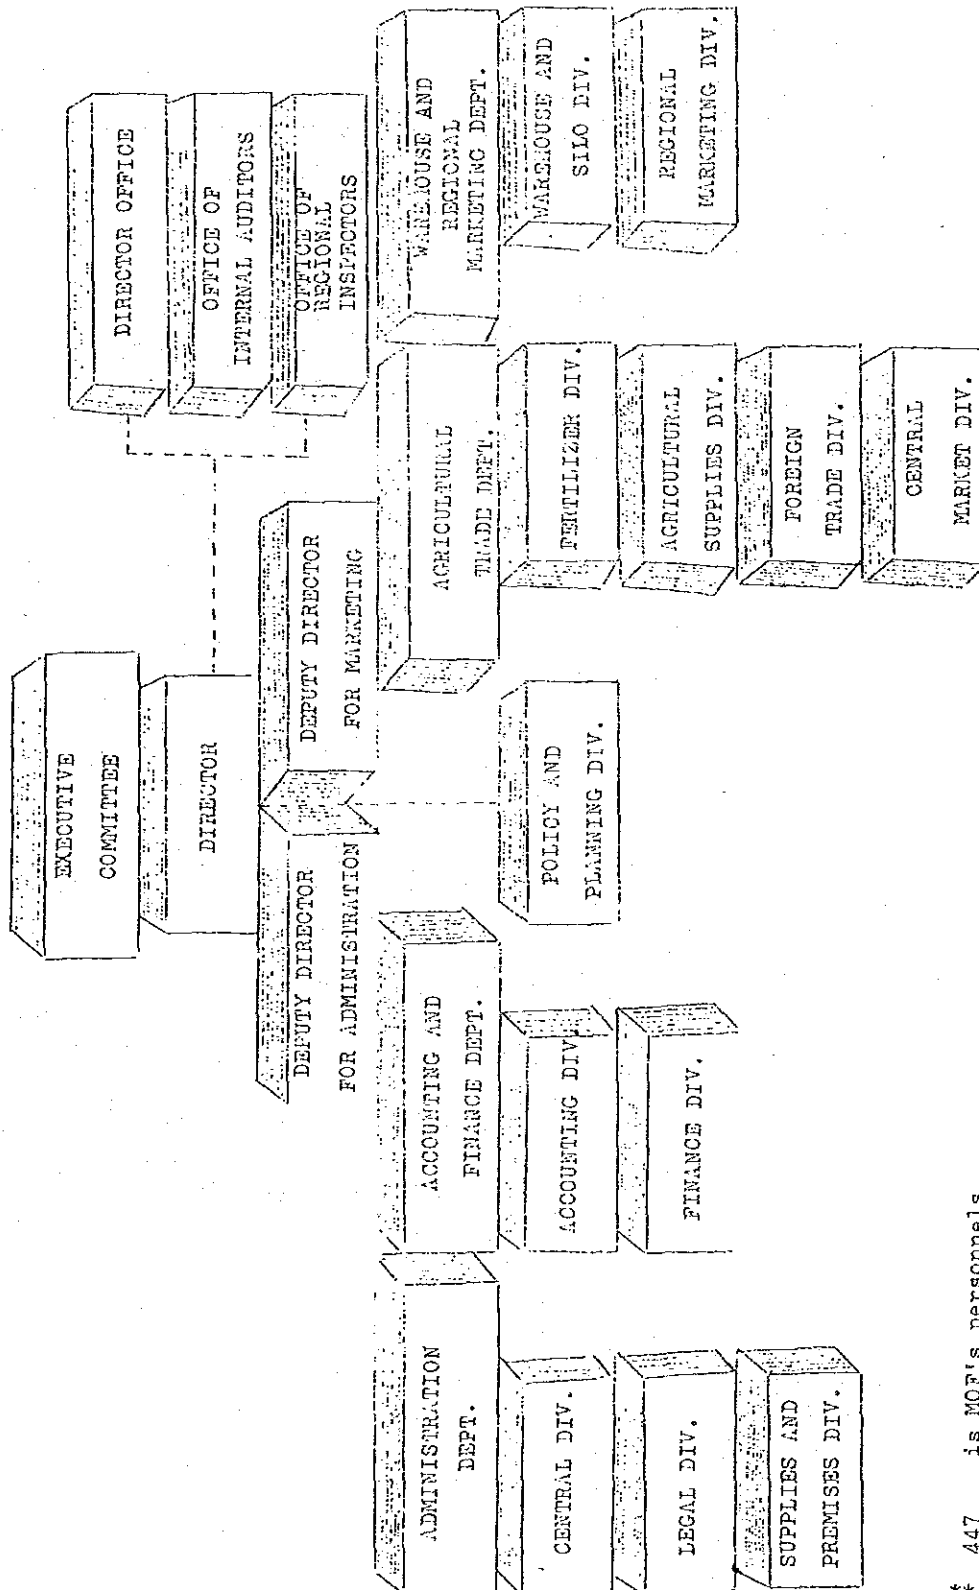 EXECUTIVE
COMMITTEE
DIRECTOR
DIRECTOR OFFICE
OFFICE OF
INTERNAL AUDITORS
OFFICE OF
REGIONAL
INSPECTORS
DEPUTY DIRECTOR
FOR ADMINISTRATION
DEPUTY DIRECTOR
FOR MARKETING
ADMINISTRATION
DEPT.
CENTRAL DIV.
LEGAL DIV.
SUPPLIES AND
PREMISES DIV.
ACCOUNTING AND
FINANCE DEPT.
ACCOUNTING DIV.
FINANCE DIV.
POLICY AND
PLANNING DIV.
AGRICULTURAL
TRADE DEPT.
FERTILIZER DIV.
AGRICULTURAL
SUPPLIES DIV.
FOREIGN
TRADE DIV.
CENTRAL
MARKET DIV.
WAREHOUSE AND
REGIONAL
MARKETING DEPT.
WAREHOUSE AND
SILO DIV.
REGIONAL
MARKETING DIV.
* 447 is MOF's personnels